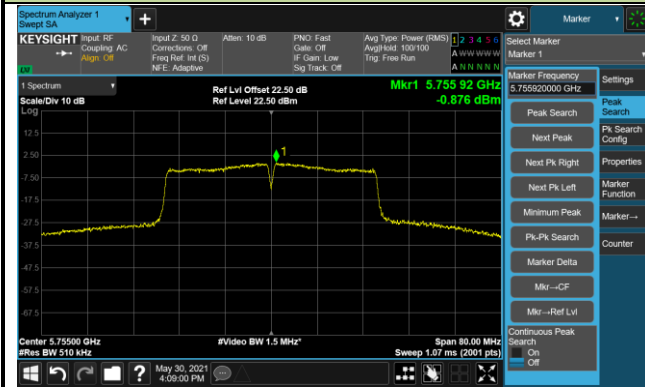 Spectrum Analyzer 1
Swept SA
Marker
KEYSIGHT
Input: RF
Coupling: AC
Align: Off
Input Z: 50 Ω
Corrections: Off
Freq Ref: Int (S)
NFE: Adaptive
Atten: 10 dB
PNO: Fast
Gate: Off
IF Gain: Low
Sig Track: Off
Avg Type: Power (RMS)
Avg|Hold: 100/100
Trig: Free Run
1 2 3 4 5 6
A W W W W W
A N N N N N
Select Marker
Marker 1
1 Spectrum
Scale/Div 10 dB
Log
Ref Lvl Offset 22.50 dB
Ref Level 22.50 dBm
Mkr1 5.755 92 GHz
-0.876 dBm
12.5
2.50
-7.50
-17.5
-27.5
-37.5
-47.5
-57.5
-67.5
1
Center 5.75500 GHz
#Res BW 510 kHz
#Video BW 1.5 MHz*
Span 80.00 MHz
Sweep 1.07 ms (2001 pts)
Marker Frequency
5.755920000 GHz
Peak Search
Next Peak
Next Pk Right
Next Pk Left
Minimum Peak
Pk-Pk Search
Marker Delta
Mkr→CF
Mkr→Ref Lvl
Continuous Peak
Search
On
Off
Settings
Peak
Search
Pk Search
Config
Properties
Marker
Function
Marker→
Counter
May 30, 2021
4:09:00 PM